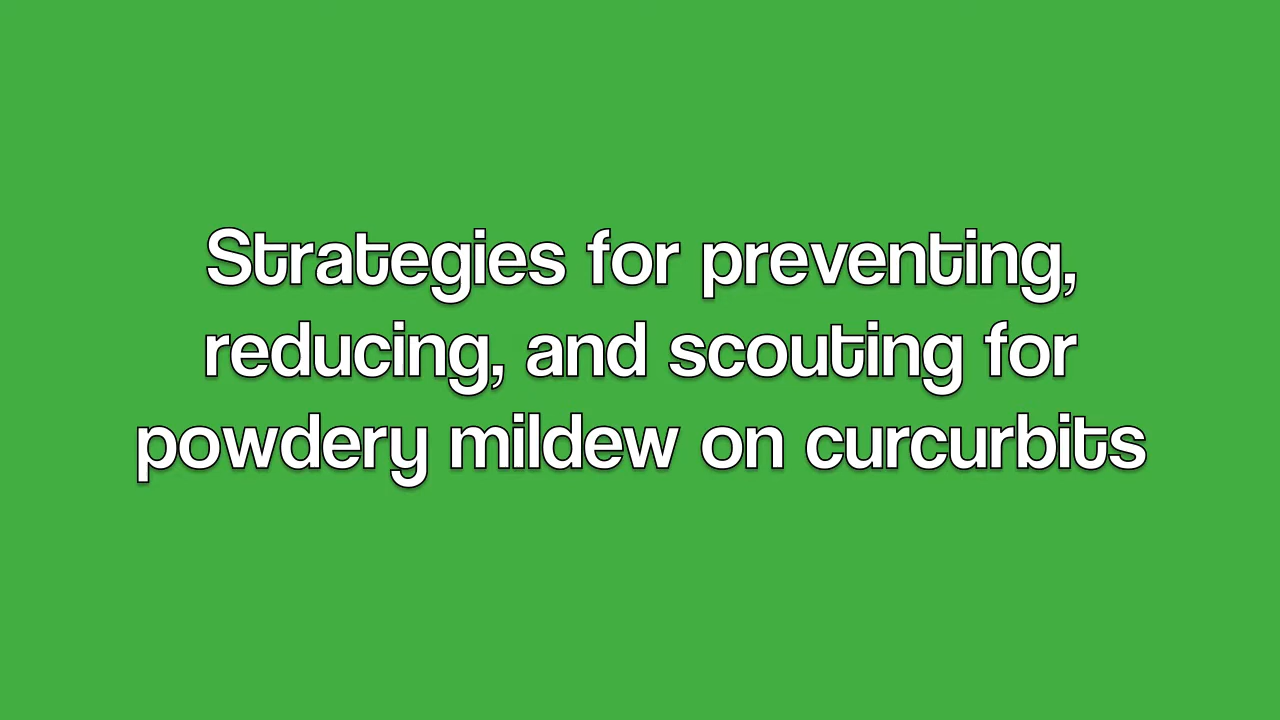 Strategies for preventing,
reducing, and scouting for
powdery mildew on curcurbits